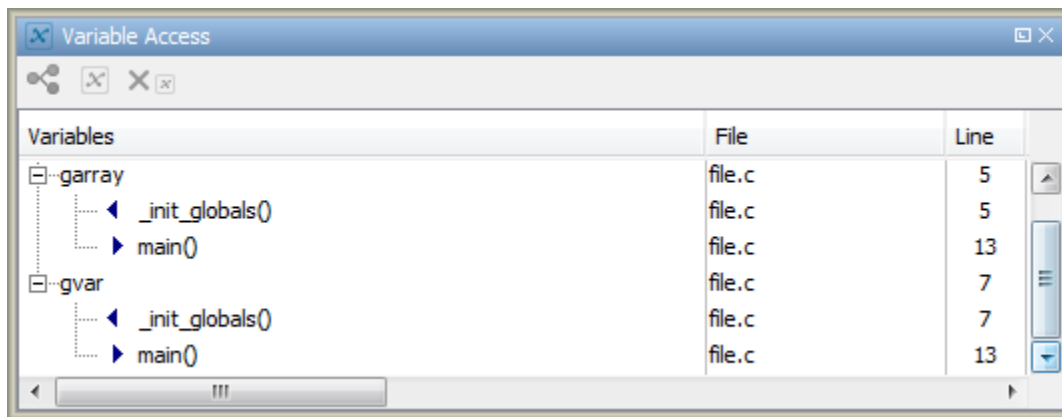 Variable Access
Variables File Line
garray file.c 5
_init_globals() file.c 5
main() file.c 13
gvar file.c 7
_init_globals() file.c 7
main() file.c 13